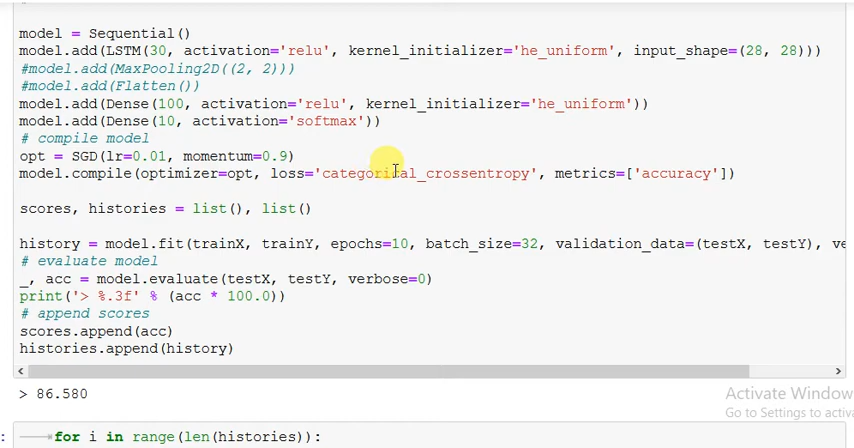 model = Sequential()
model.add(LSTM(30, activation='relu', kernel_initializer='he_uniform', input_shape=(28, 28)))
#model.add(MaxPooling2D((2, 2)))
#model.add(Flatten())
model.add(Dense(100, activation='relu', kernel_initializer='he_uniform'))
model.add(Dense(10, activation='softmax'))
# compile model
opt = SGD(lr=0.01, momentum=0.9)
model.compile(optimizer=opt, loss='categorical_crossentropy', metrics=['accuracy'])
scores, histories = list(), list()
history = model.fit(trainX, trainY, epochs=10, batch_size=32, validation_data=(testX, testY), ve
# evaluate model
_, acc = model.evaluate(testX, testY, verbose=0)
print('> %.3f' % (acc * 100.0))
# append scores
scores.append(acc)
histories.append(history)
> 86.580
Activate Window
Go to Settings to activa
: for i in range(len(histories)):